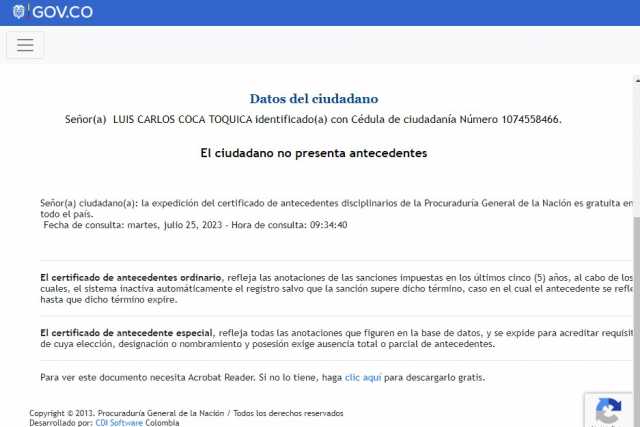 GOV.CO
Datos del ciudadano
Señor(a) LUIS CARLOS COCA TOQUICA identificado(a) con Cédula de ciudadanía Número 1074558466.
El ciudadano no presenta antecedentes
Señor(a) ciudadano(a): la expedición del certificado de antecedentes disciplinarios de la Procuraduría General de la Nación es gratuita en
todo el país.
Fecha de consulta: martes, julio 25, 2023 - Hora de consulta: 09:34:40
El certificado de antecedentes ordinario, refleja las anotaciones de las sanciones impuestas en los últimos cinco (5) años, al cabo de los
cuales, el sistema inactiva automáticamente el registro salvo que la sanción supere dicho término, caso en el cual el antecedente se refle
hasta que dicho término expire.
El certificado de antecedente especial, refleja todas las anotaciones que figuren en la base de datos, y se expide para acreditar requisit
de cuya elección, designación o nombramiento y posesión exige ausencia total o parcial de antecedentes.
Para ver este documento necesita Acrobat Reader. Si no lo tiene, haga clic aquí para descargarlo gratis.
Copyright © 2013. Procuraduría General de la Nación / Todos los derechos reservados
Desarrollado por: CDI Software Colombia